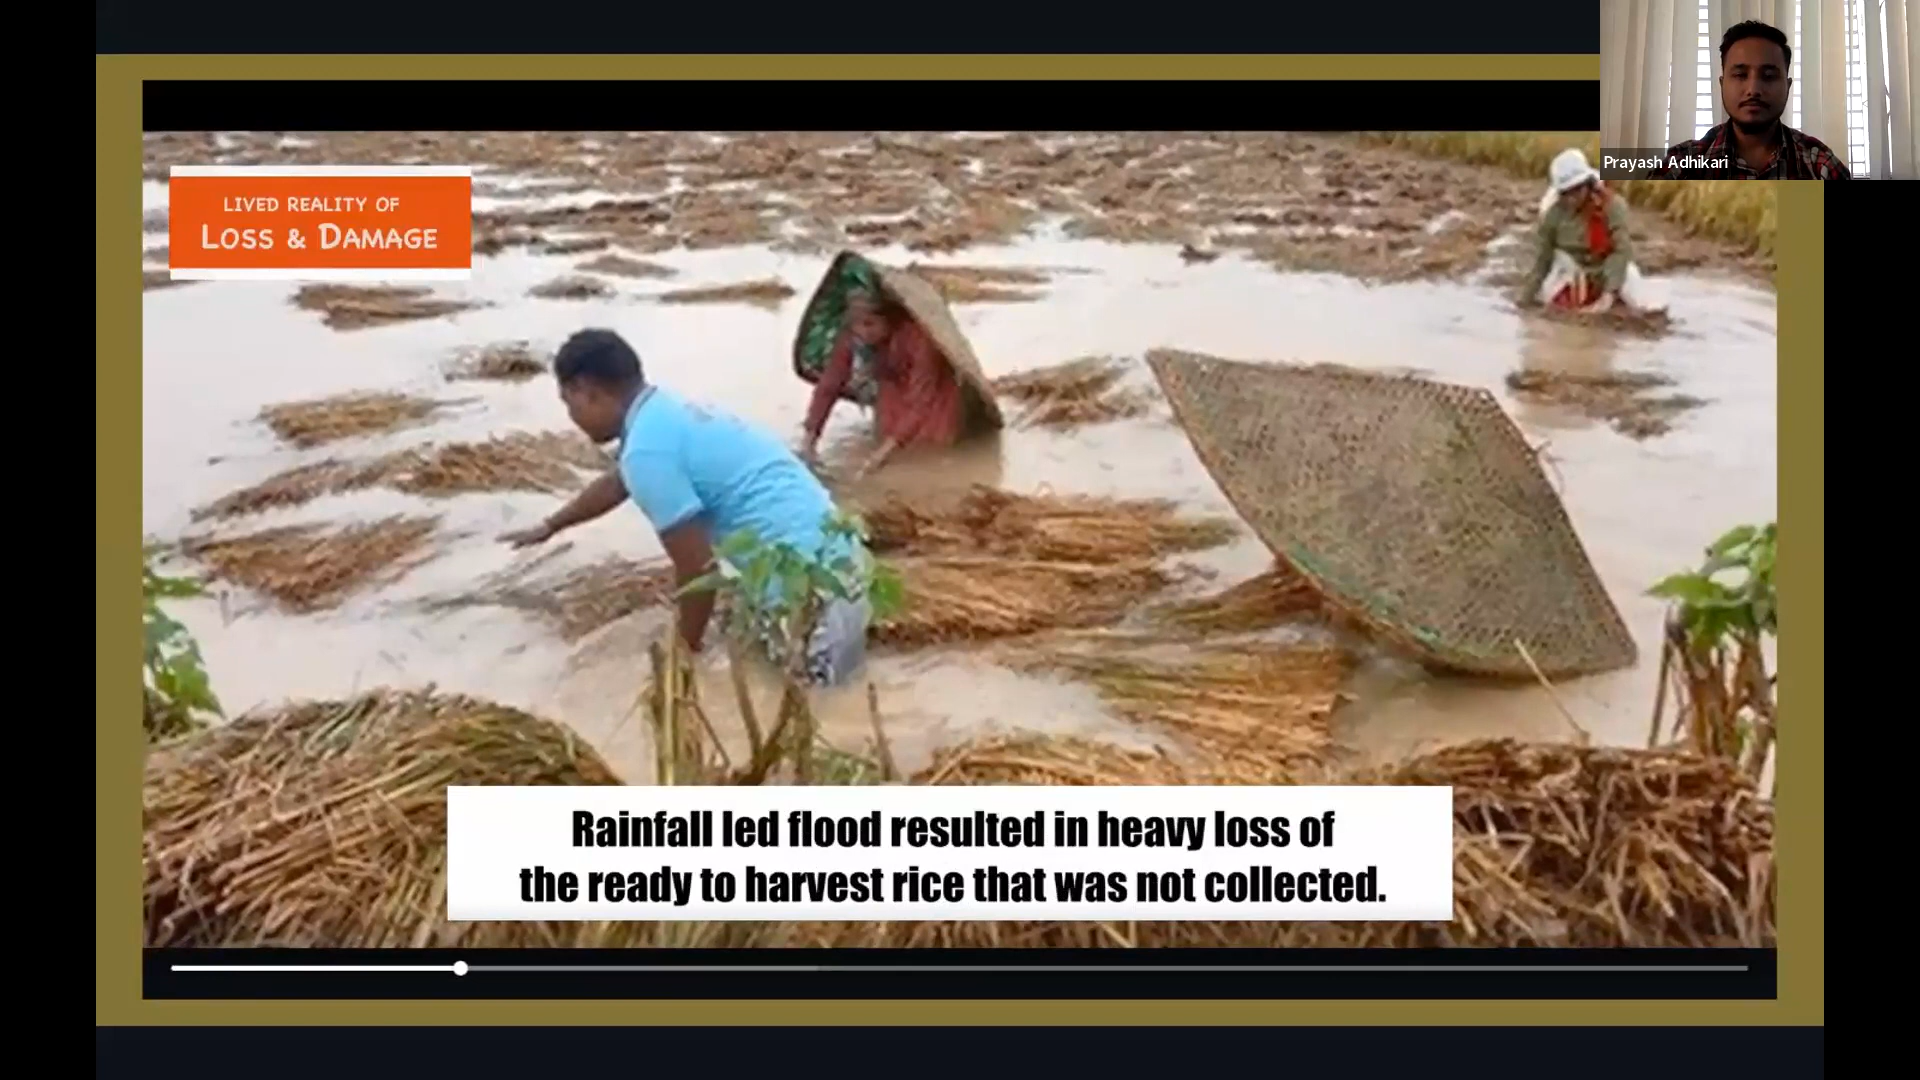 Prayash Adhikari
LIVED REALITY OF
LOSS & DAMAGE
Rainfall led flood resulted in heavy loss of
the ready to harvest rice that was not collected.